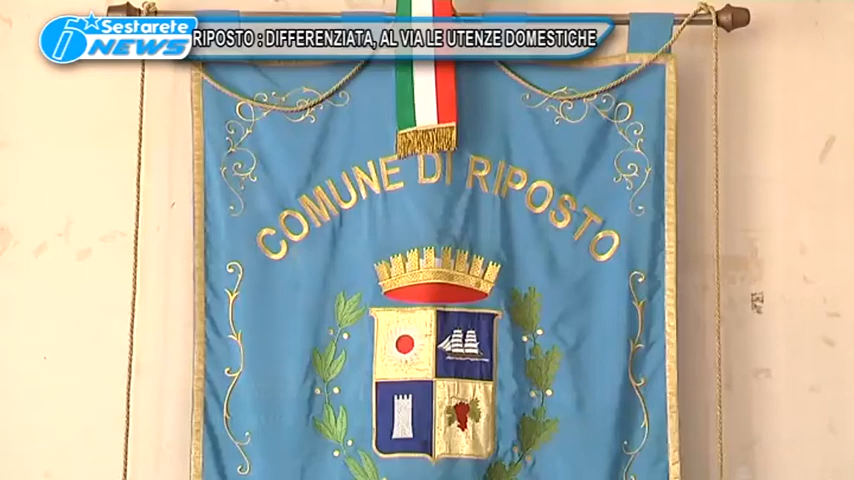 6 Sestarete
NEWS
RIPOSTO : DIFFERENZIATA, AL VIA LE UTENZE DOMESTICHE
COMUNE DI RIPOSTO